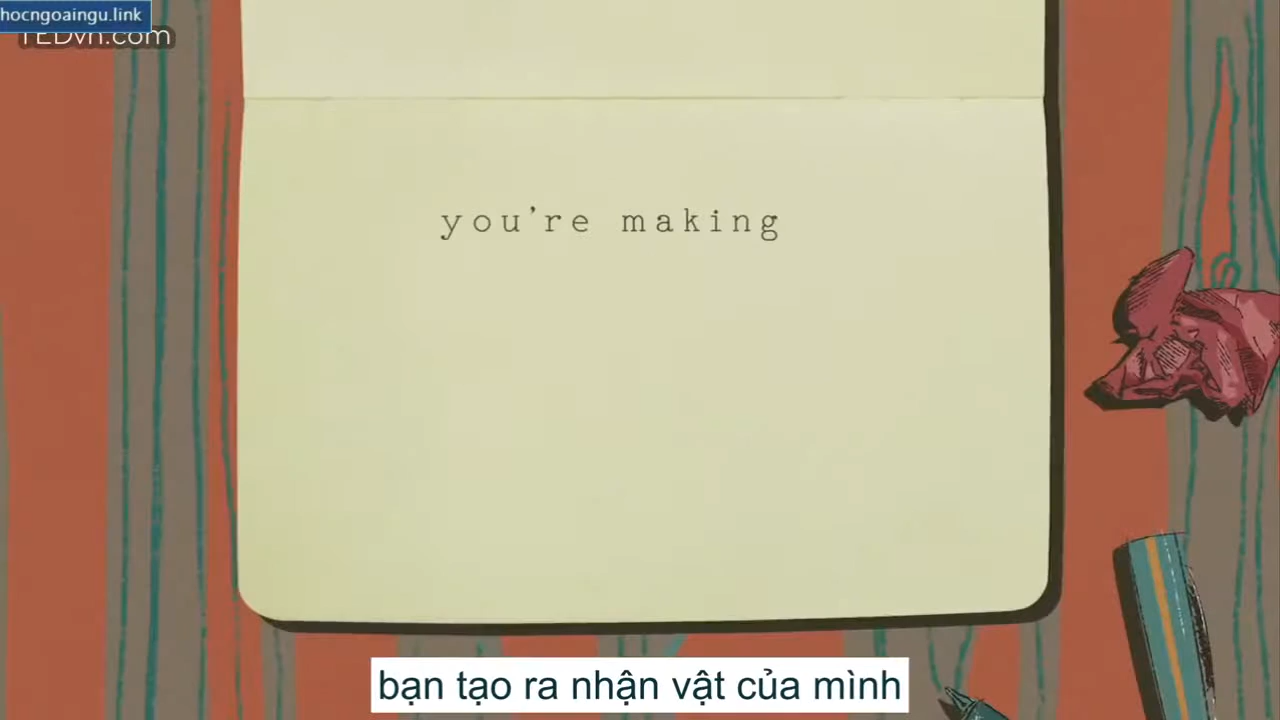 hocngoaingu.link
TEDvn.com
you're making
bạn tạo ra nhận vật của mình